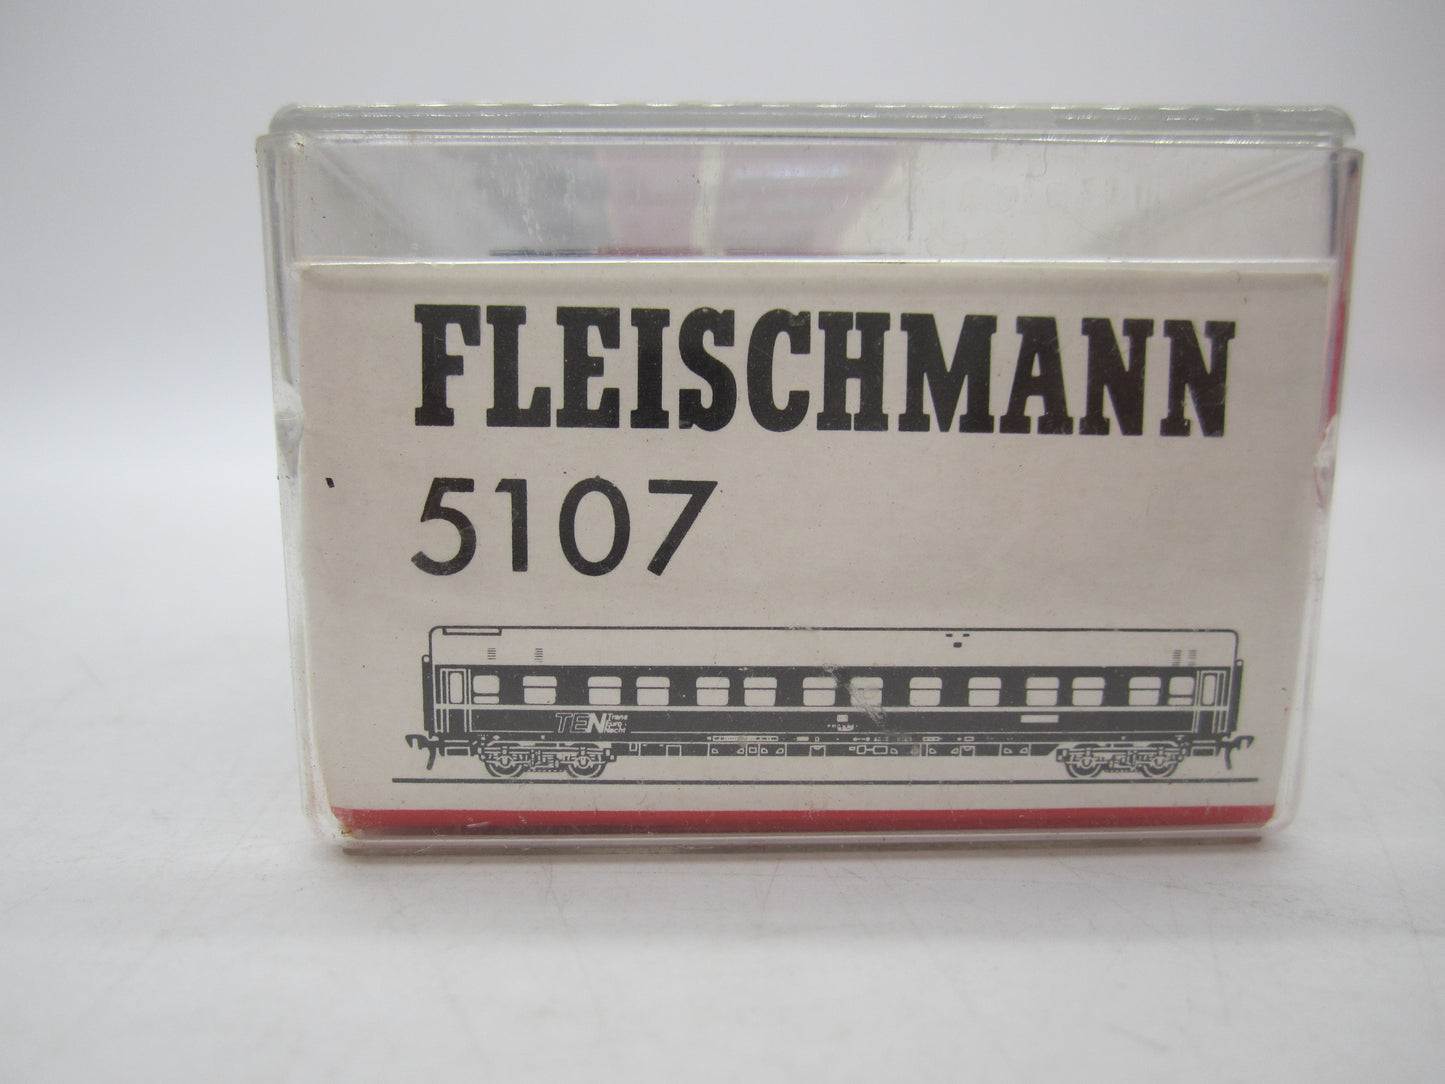 FLEISCHMANN
5107
TEN Trans
Euro
Nacht